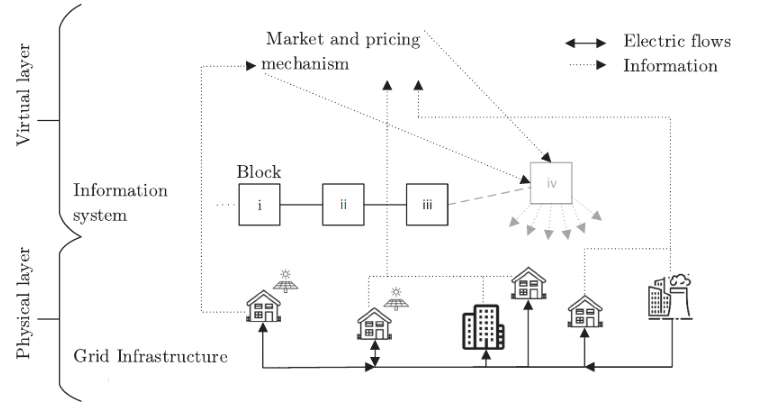 Market and pricing
mechanism
Electric flows
Information
Virtual layer
Block
Information
system
i
ii
iii
iv
Physical layer
Grid Infrastructure